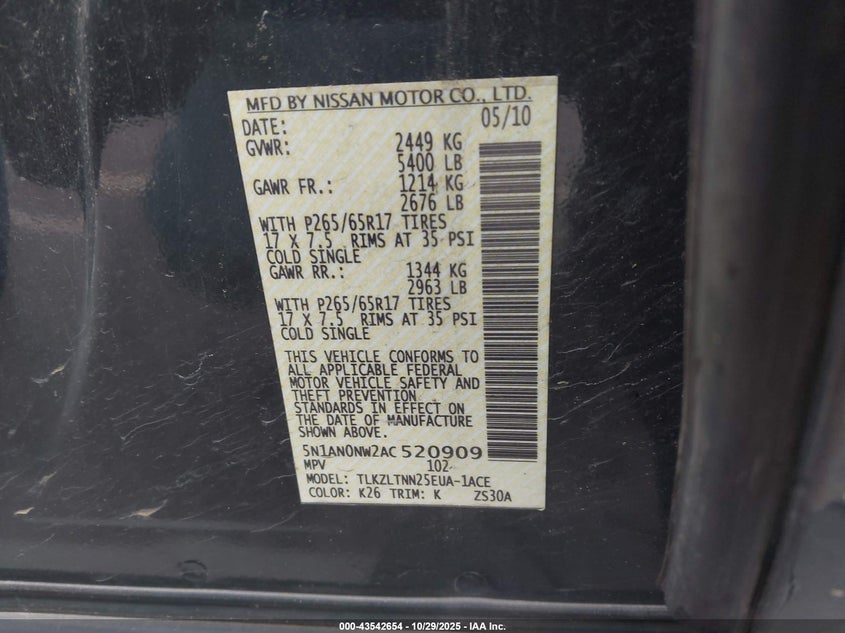 MFD BY NISSAN MOTOR CO., LTD.
DATE: 05/10
GVWR: 2449 KG
5400 LB
GAWR FR.: 1214 KG
2676 LB
WITH P265/65R17 TIRES
17 X 7.5 RIMS AT 35 PSI
COLD SINGLE
GAWR RR.: 1344 KG
2963 LB
WITH P265/65R17 TIRES
17 X 7.5 RIMS AT 35 PSI
COLD SINGLE
THIS VEHICLE CONFORMS TO
ALL APPLICABLE FEDERAL
MOTOR VEHICLE SAFETY AND
THEFT PREVENTION
STANDARDS IN EFFECT ON
THE DATE OF MANUFACTURE
SHOWN ABOVE.
5N1AN0NW2AC520909
MPV 102
MODEL: TLKZLTNN25EUA-1ACE
COLOR: K26 TRIM: K ZS30A
000-43542654 - 10/29/2025 - IAA Inc.